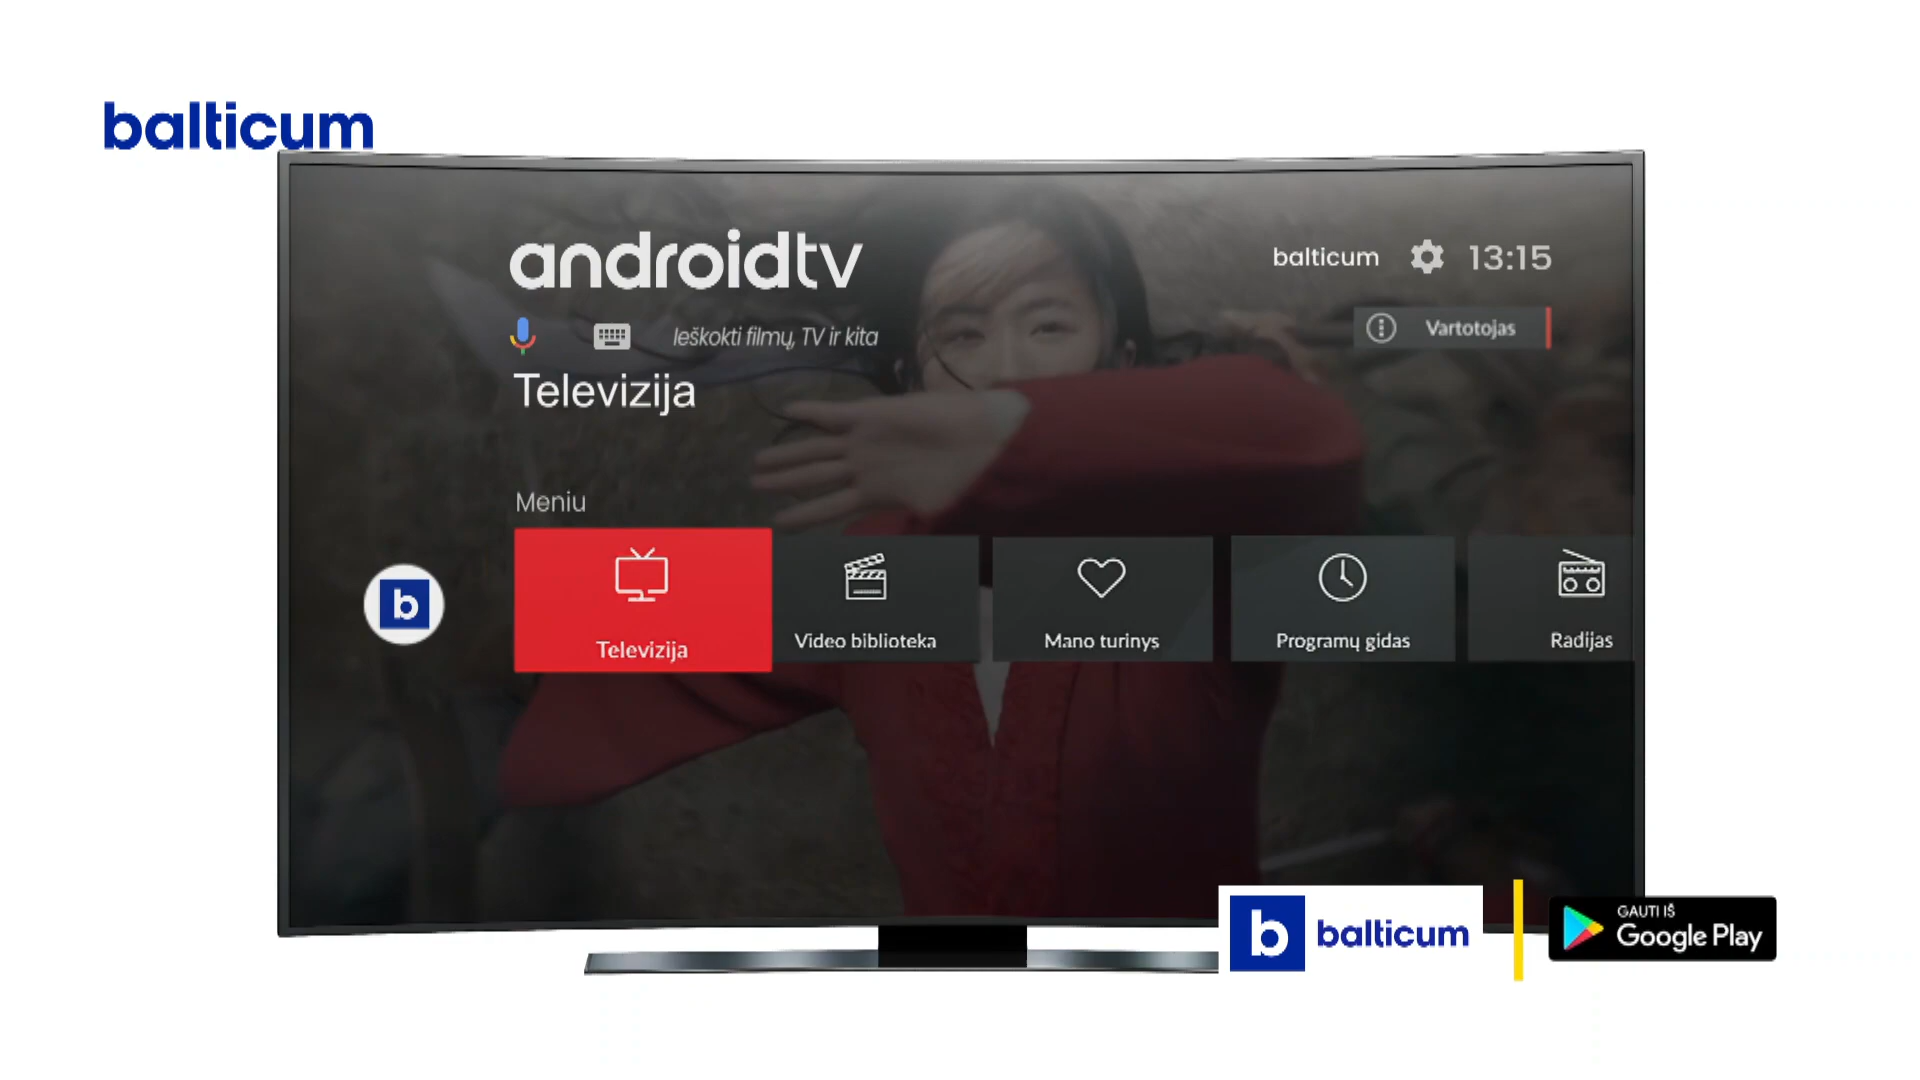 balticum
androidtv
balticum 13:15
Ieškokti filmų, TV ir kita
Vartotojas
Televizija
Meniu
b
Televizija
Video biblioteka
Mano turinys
Programų gidas
Radijas
b balticum
GAUTI IŠ
Google Play